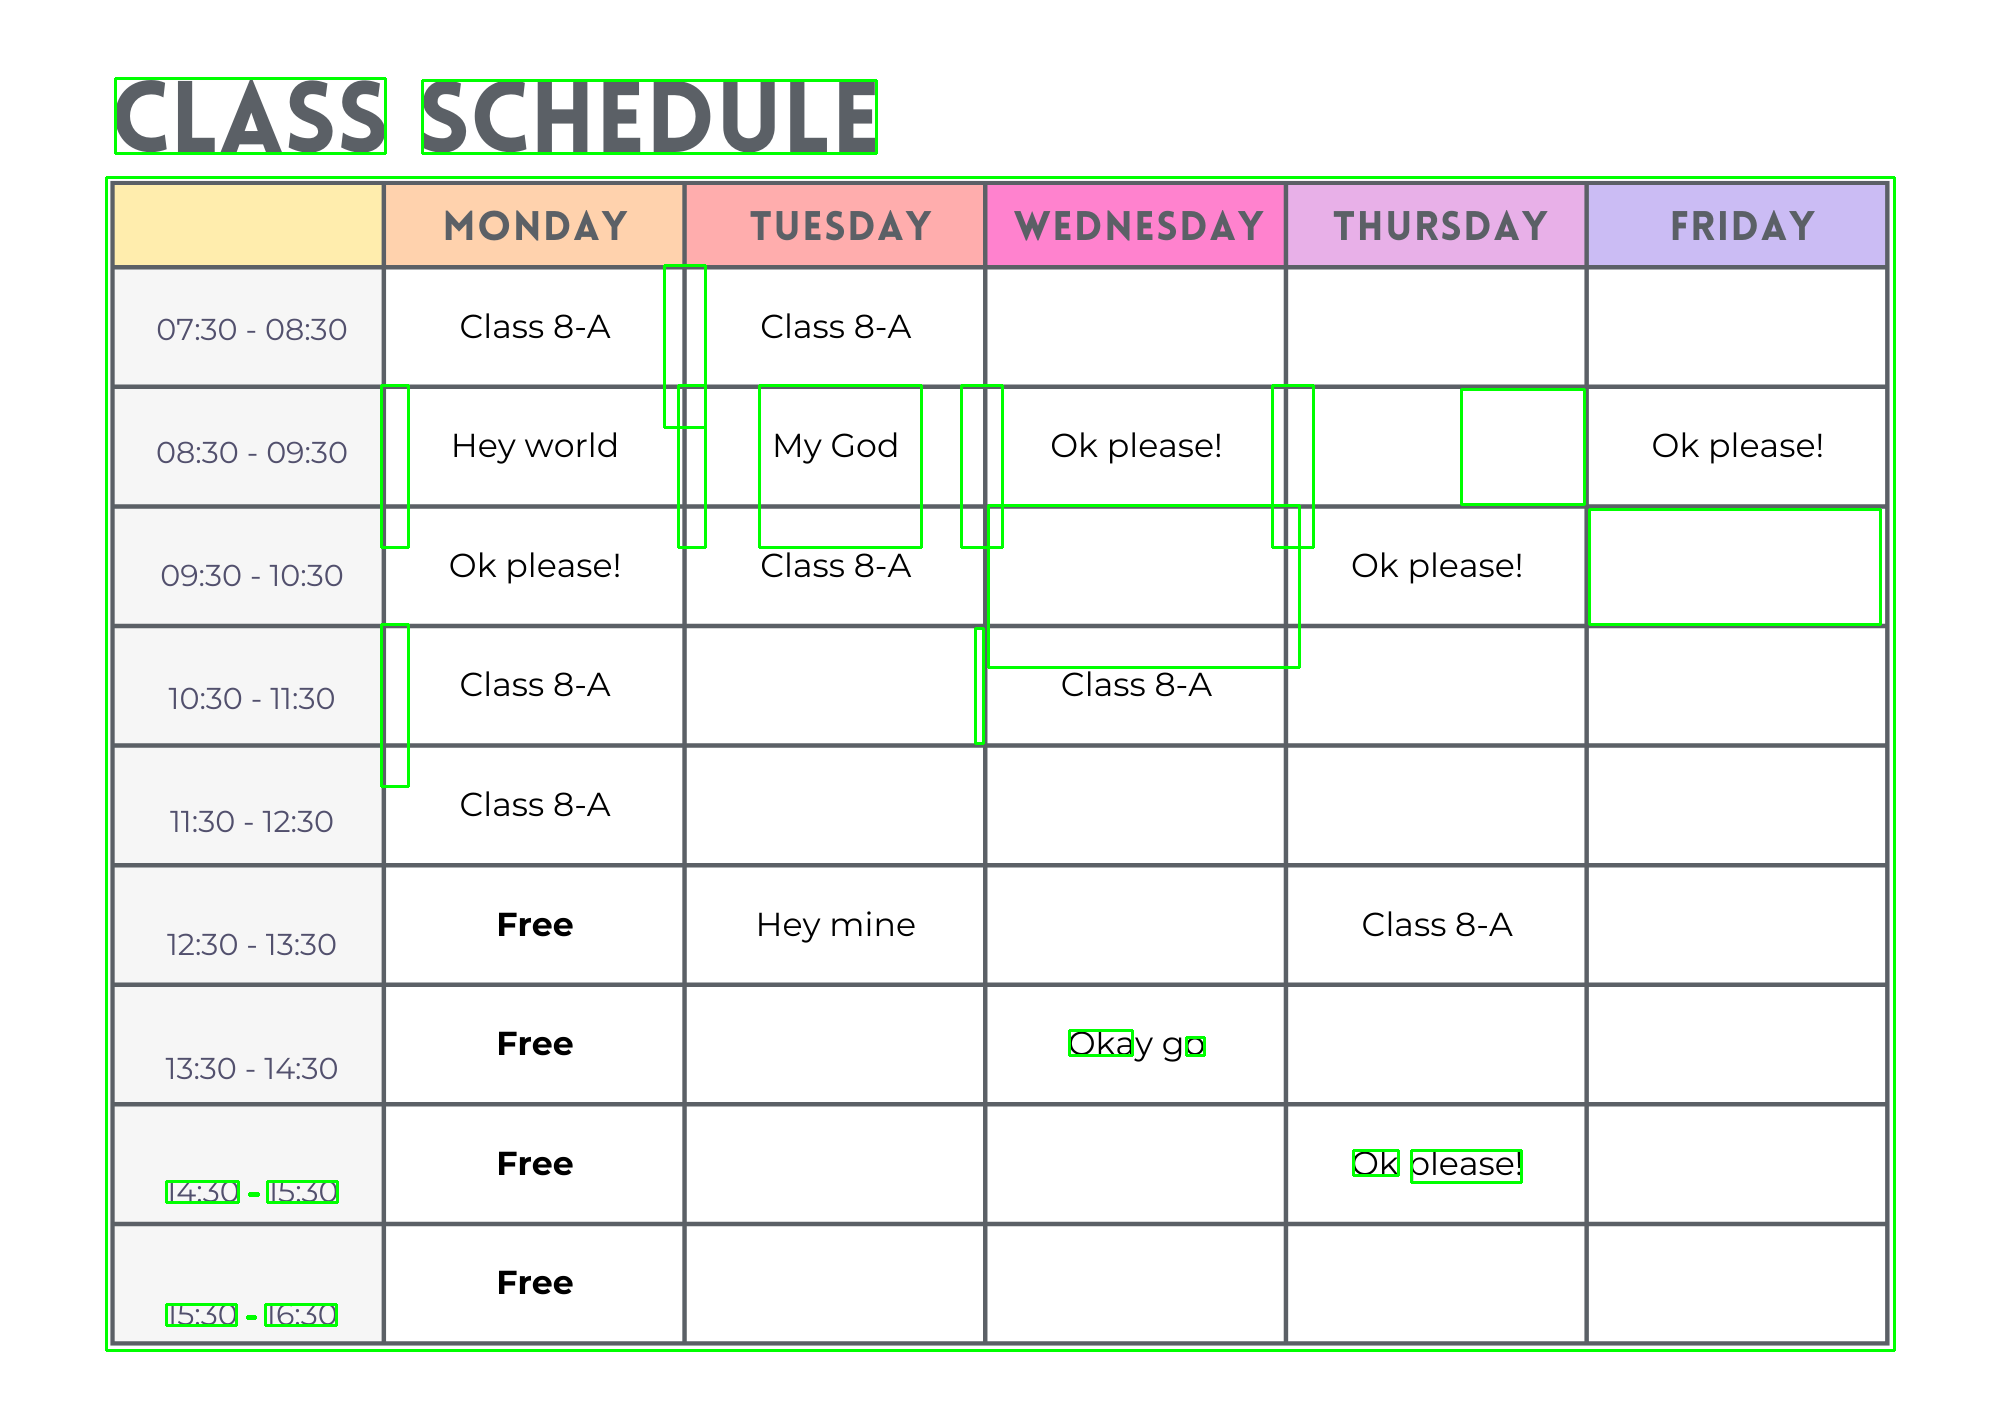 CLASS SCHEDULE
MONDAY TUESDAY WEDNESDAY THURSDAY FRIDAY
07:30 - 08:30 Class 8-A Class 8-A
08:30 - 09:30 Hey world My God Ok please! Ok please!
09:30 - 10:30 Ok please! Class 8-A Ok please!
10:30 - 11:30 Class 8-A Class 8-A
11:30 - 12:30 Class 8-A
12:30 - 13:30 Free Hey mine Class 8-A
13:30 - 14:30 Free Okay go
14:30 - 15:30 Free Ok please!
15:30 - 16:30 Free